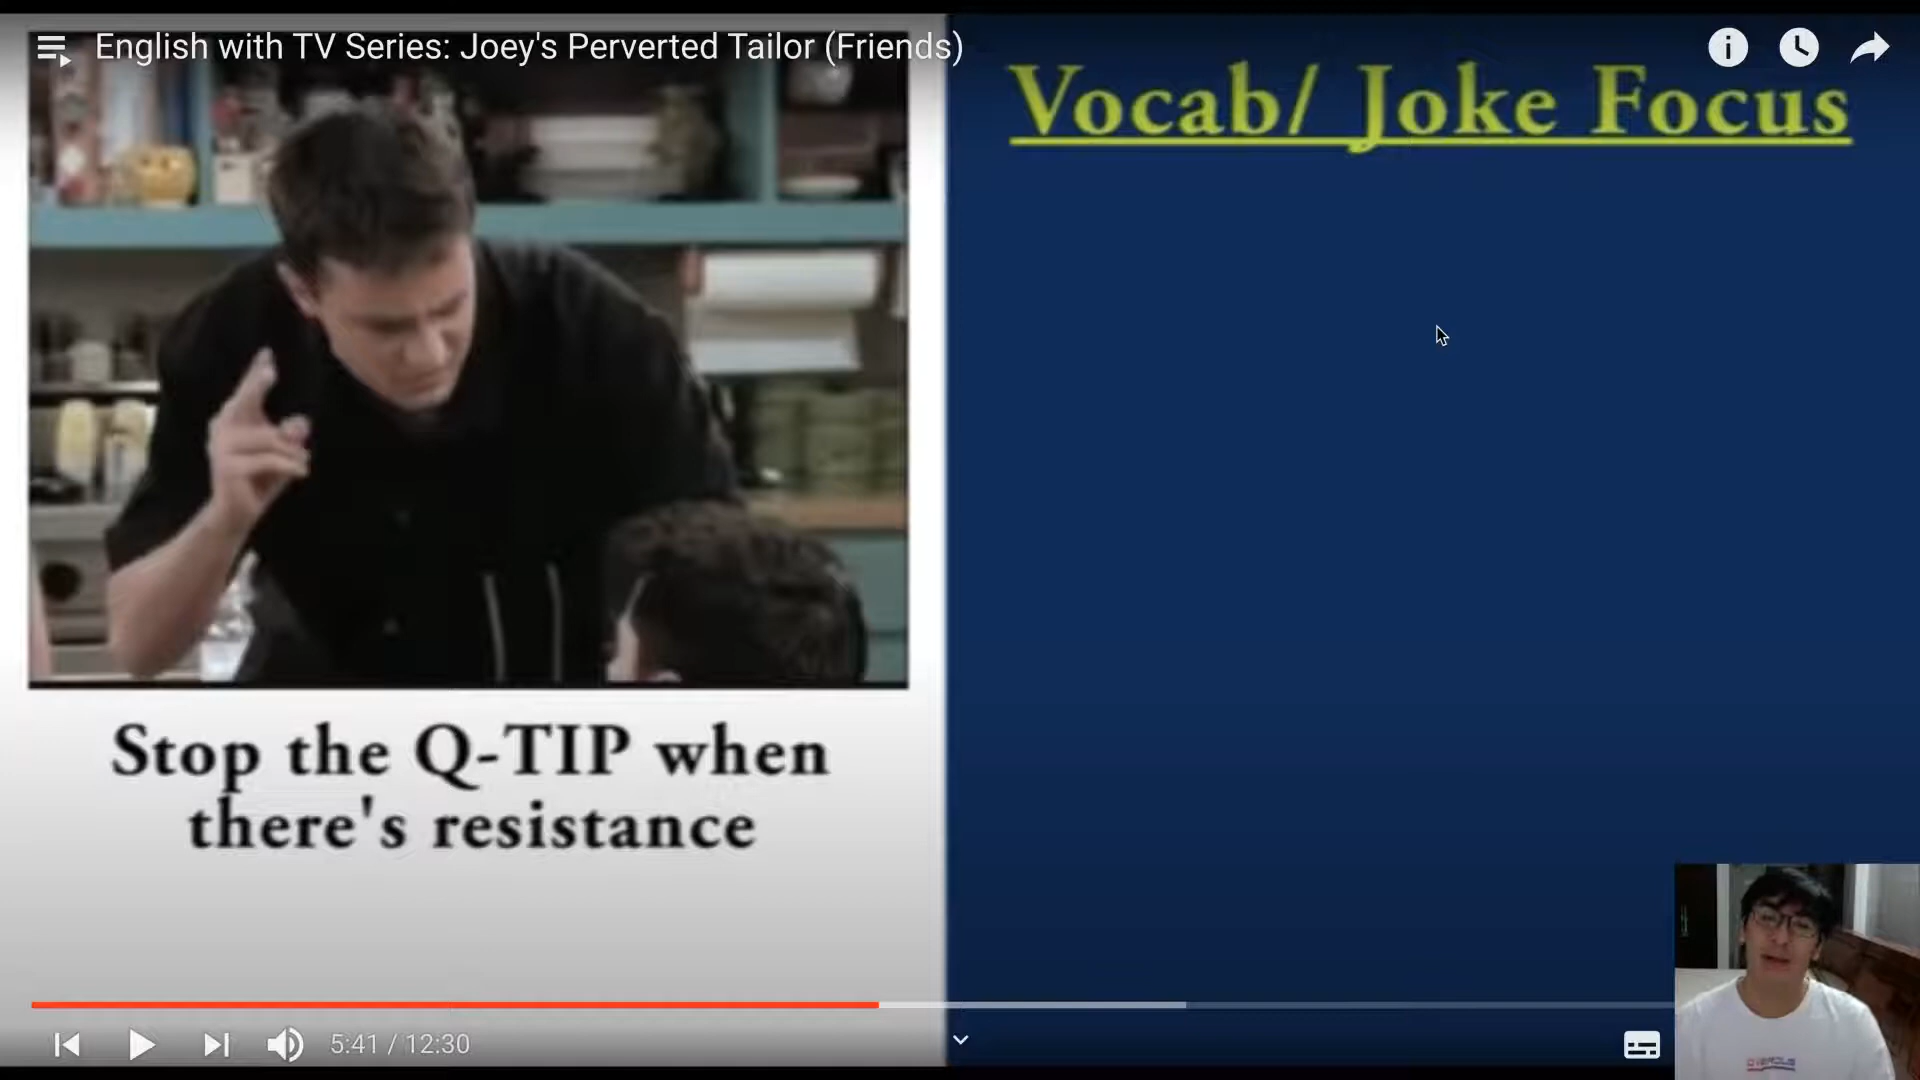 English with TV Series: Joey's Perverted Tailor (Friends)
Vocab/ Joke Focus
Stop the Q-TIP when
there's resistance
5:41 / 12:30